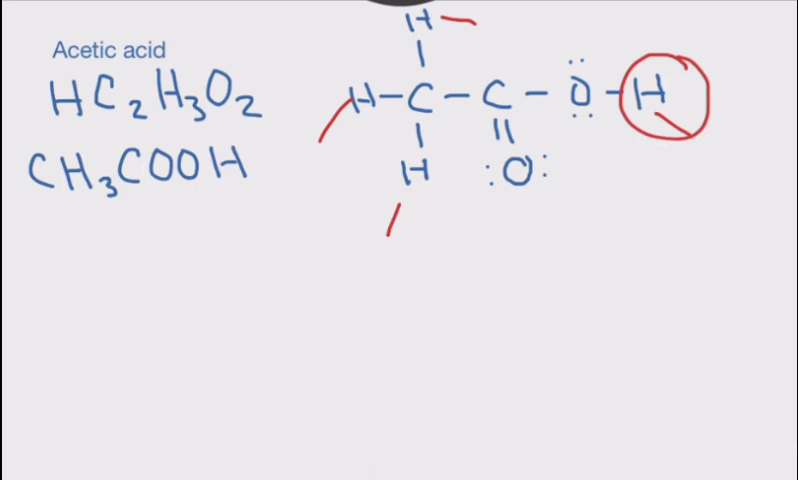 Acetic acid
HC₂H₃O₂
CH₃COOH
H
H–C–C–Ö–H
H :O: